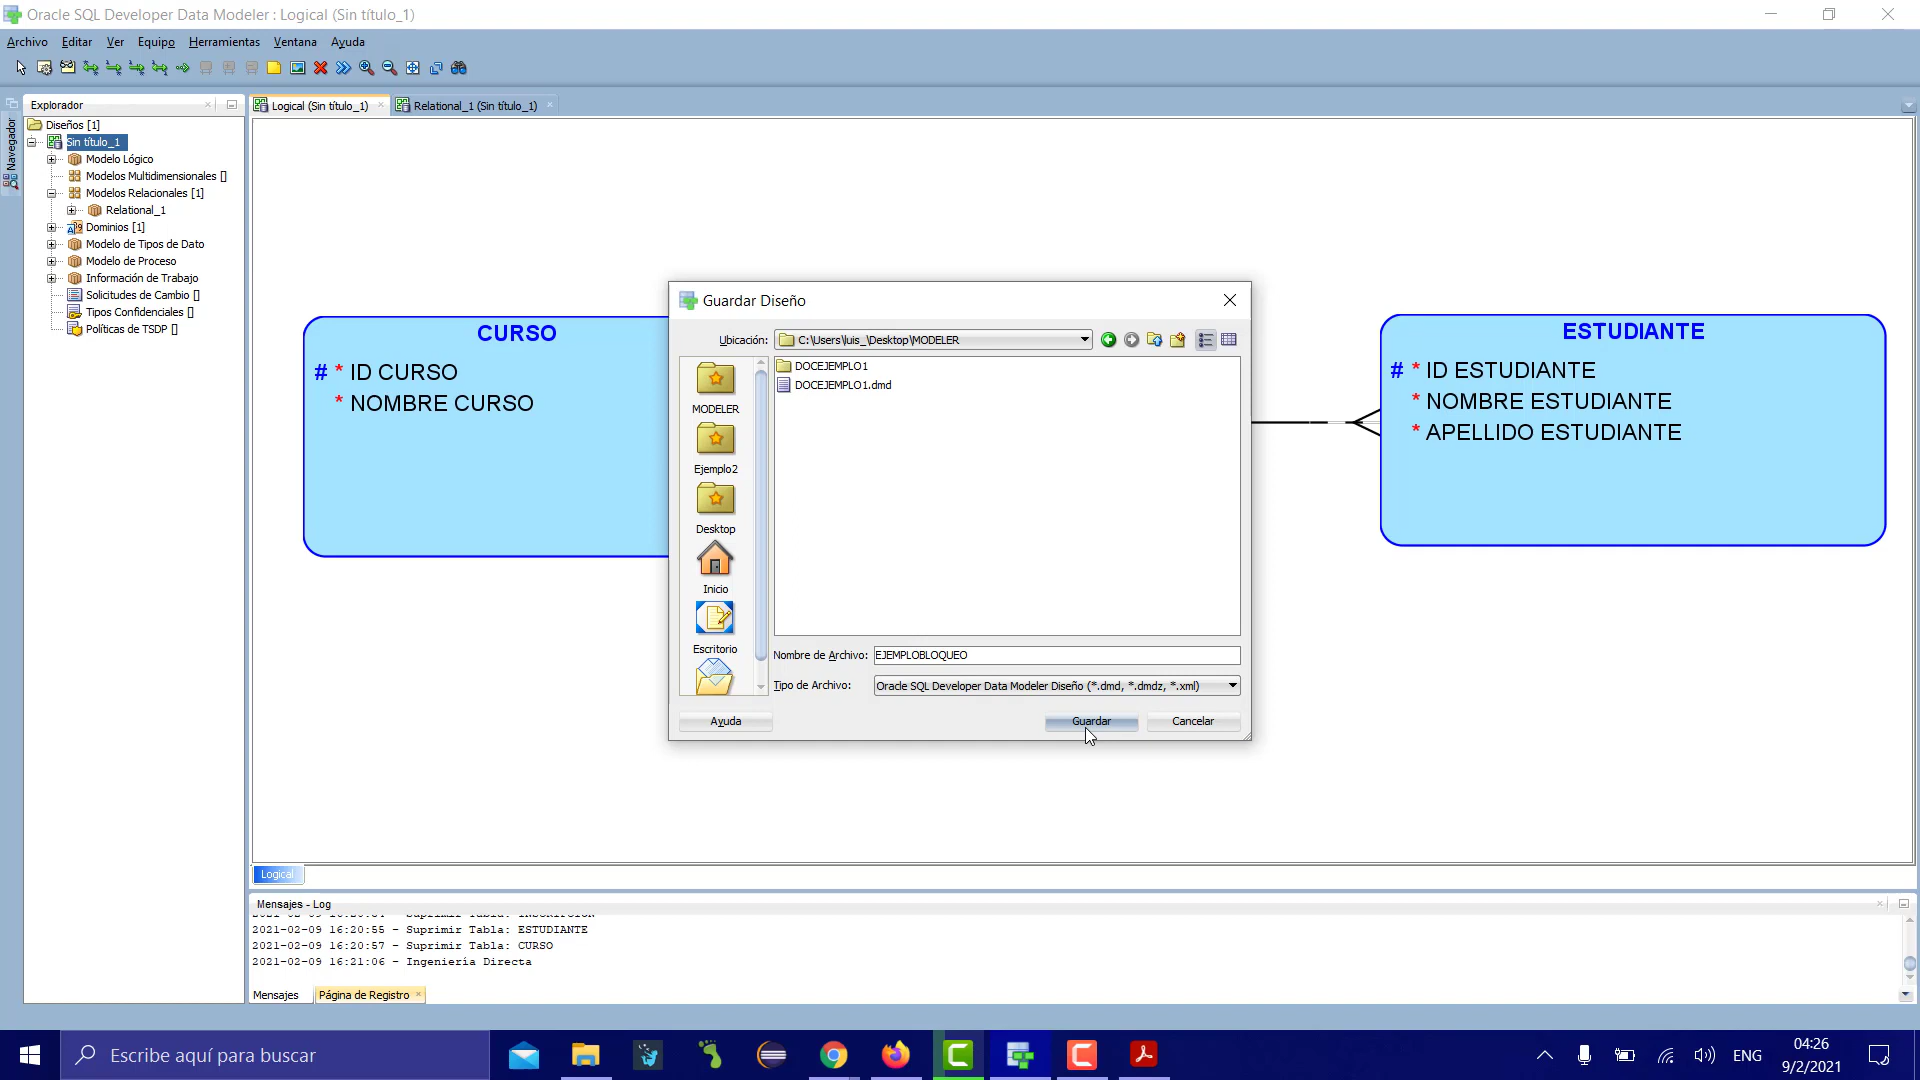 Oracle SQL Developer Data Modeler : Logical (Sin título_1)
Archivo Editar Ver Equipo Herramientas Ventana Ayuda
Navegador
Explorador
Diseños [1]
Sin título_1
Modelo Lógico
Modelos Multidimensionales []
Modelos Relacionales [1]
Relational_1
Dominios [1]
Modelo de Tipos de Dato
Modelo de Proceso
Información de Trabajo
Solicitudes de Cambio []
Tipos Confidenciales []
Políticas de TSDP []
Logical (Sin título_1) Relational_1 (Sin título_1)
CURSO
# * ID CURSO
* NOMBRE CURSO
ESTUDIANTE
# * ID ESTUDIANTE
* NOMBRE ESTUDIANTE
* APELLIDO ESTUDIANTE
Guardar Diseño
Ubicación: C:\Users\luis_\Desktop\MODELER
MODELER
Ejemplo2
Desktop
Inicio
Escritorio
DOCEJEMPLO1
DOCEJEMPLO1.dmd
Nombre de Archivo: EJEMPLOBLOQUEO
Tipo de Archivo: Oracle SQL Developer Data Modeler Diseño (*.dmd, *.dmdz, *.xml)
Ayuda Guardar Cancelar
Logical
Mensajes - Log
2021-02-09 16:20:55 - Suprimir Tabla: ESTUDIANTE
2021-02-09 16:20:57 - Suprimir Tabla: CURSO
2021-02-09 16:21:06 - Ingeniería Directa
Mensajes Página de Registro
Escribe aquí para buscar
ENG
04:26
9/2/2021